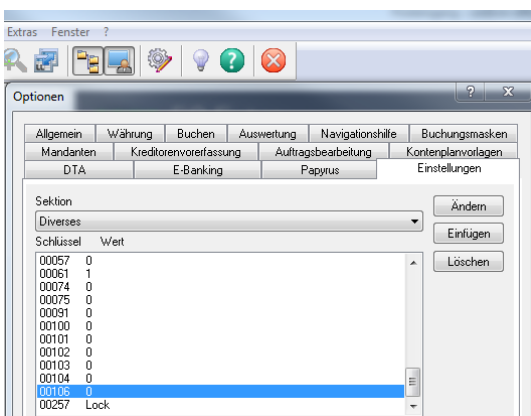 Extras Fenster ?
Optionen
Allgemein Währung Buchen Auswertung Navigationshilfe Buchungsmasken
Mandanten Kreditorenvorerfassung Auftragsbearbeitung Kontenplanvorlagen
DTA E-Banking Papyrus Einstellungen
Sektion
Diverses
Ändern
Einfügen
Löschen
Schlüssel Wert
00057 0
00061 1
00074 0
00075 0
00091 0
00100 0
00101 0
00102 0
00103 0
00104 0
00106 0
00257 Lock